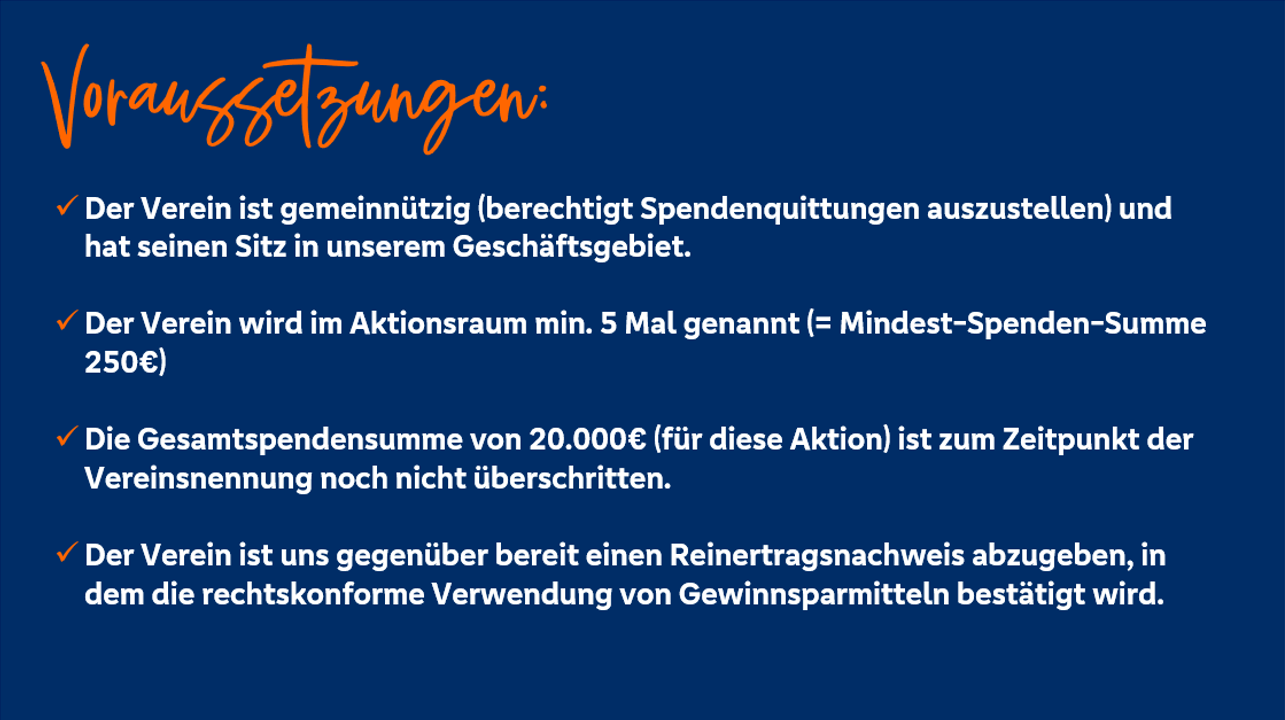 Voraussetzungen:
✓ Der Verein ist gemeinnützig (berechtigt Spendenquittungen auszustellen) und
hat seinen Sitz in unserem Geschäftsgebiet.
✓ Der Verein wird im Aktionsraum min. 5 Mal genannt (= Mindest-Spenden-Summe
250€)
✓ Die Gesamtspendensumme von 20.000€ (für diese Aktion) ist zum Zeitpunkt der
Vereinsnennung noch nicht überschritten.
✓ Der Verein ist uns gegenüber bereit einen Reinertragsnachweis abzugeben, in
dem die rechtskonforme Verwendung von Gewinnsparmitteln bestätigt wird.